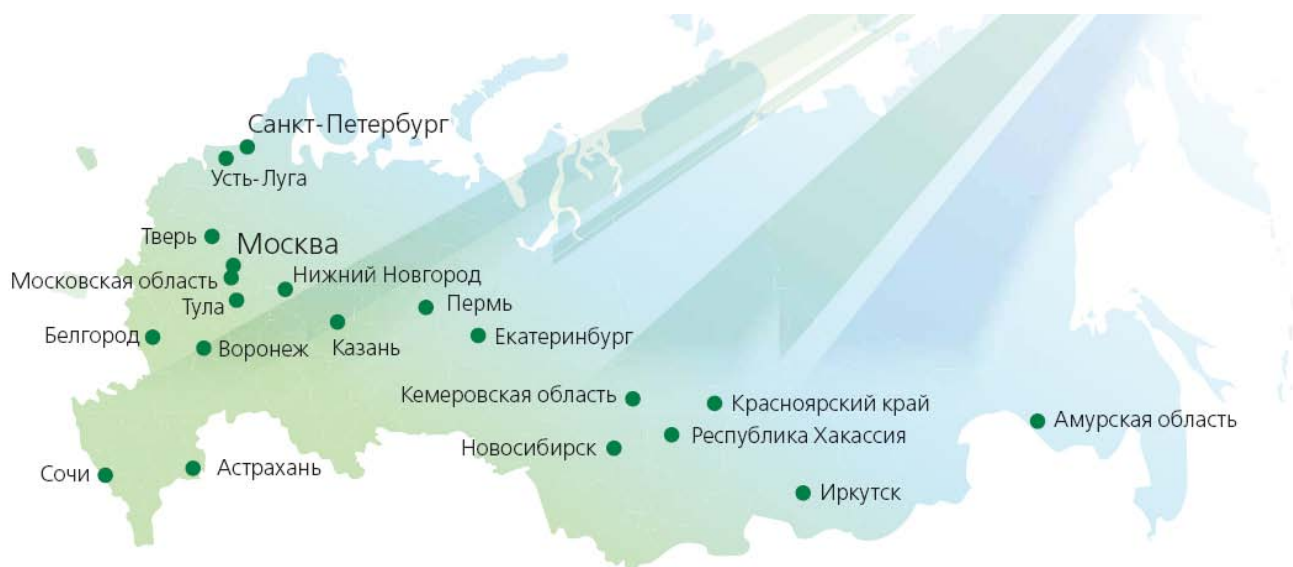 Санкт-Петербург
Усть-Луга
Тверь
Москва
Московская область
Нижний Новгород
Тула
Пермь
Белгород
Воронеж
Казань
Екатеринбург
Кемеровская область
Красноярский край
Амурская область
Новосибирск
Республика Хакассия
Сочи
Астрахань
Иркутск